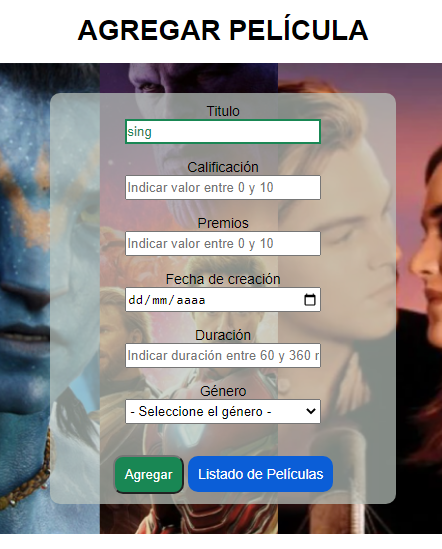 AGREGAR PELÍCULA
Titulo
sing
Calificación
Indicar valor entre 0 y 10
Premios
Indicar valor entre 0 y 10
Fecha de creación
dd/mm/aaaa
Duración
Indicar duración entre 60 y 360
Género
- Seleccione el género -
Agregar
Listado de Películas